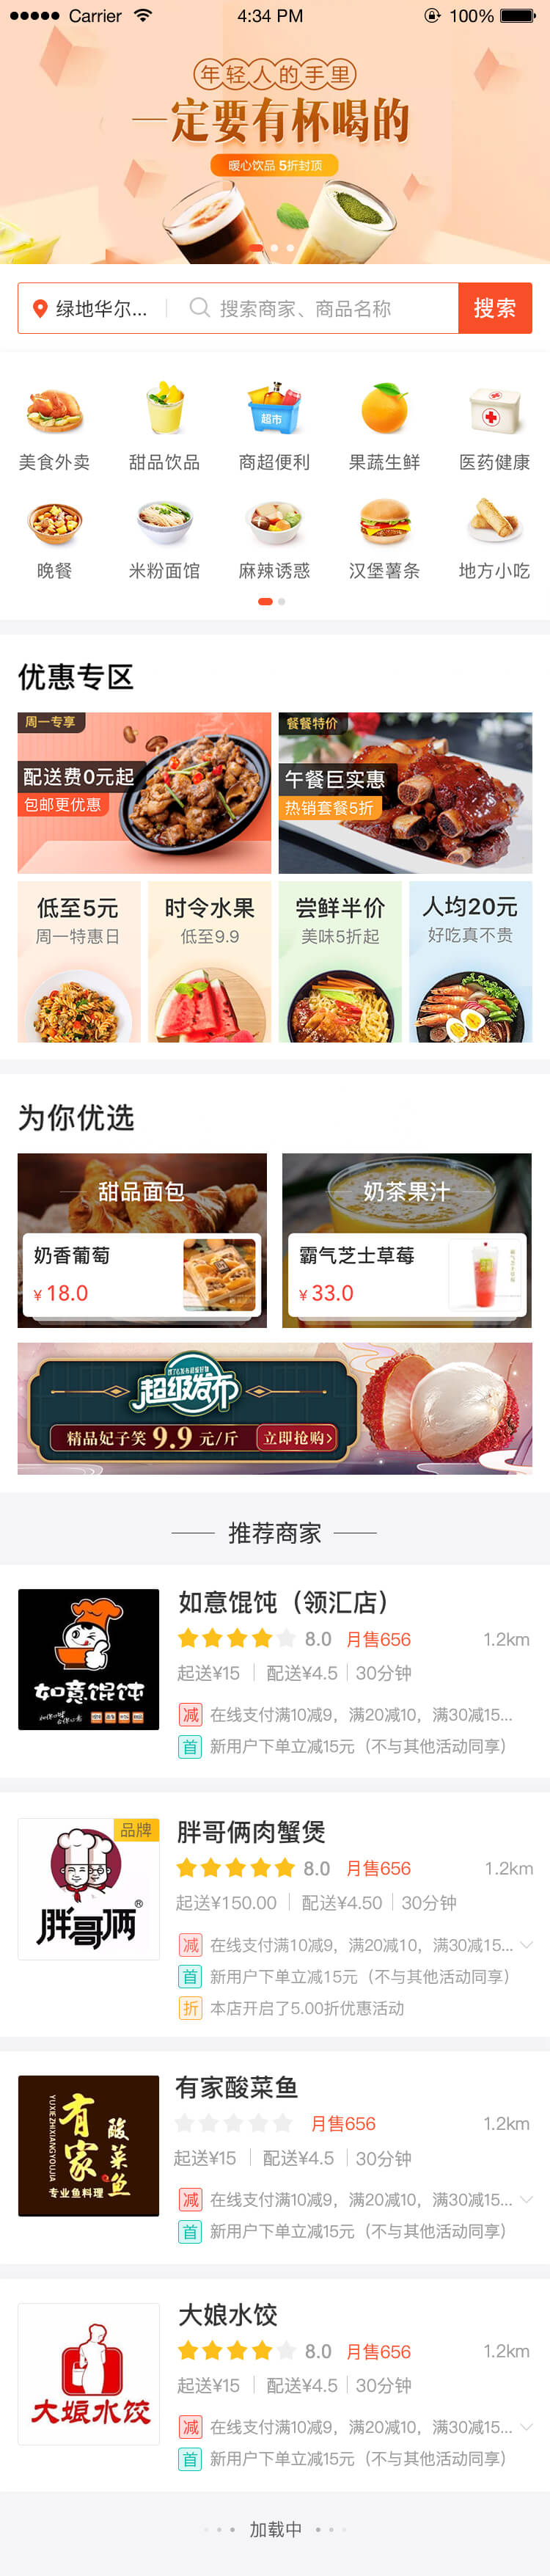 Carrier 4:34 PM 100%
年轻人的手里
一定要有杯喝的
暖心饮品 5折封顶
绿地华尔... 搜索商家、商品名称 搜索
超市
美食外卖 甜品饮品 商超便利 果蔬生鲜 医药健康
晚餐 米粉面馆 麻辣诱惑 汉堡薯条 地方小吃
优惠专区
周一专享 餐餐特价
配送费0元起 午餐巨实惠
包邮更优惠 热销套餐5折
低至5元 时令水果 尝鲜半价 人均20元
周一特惠日 低至9.9 美味5折起 好吃真不贵
为你优选
甜品面包 奶茶果汁
奶香葡萄 霸气芝士草莓
¥18.0 ¥33.0
超级发布
精品妃子笑 9.9 元/斤 立即抢购>
推荐商家
如意馄饨
如意馄饨（领汇店）
8.0 月售656 1.2km
起送¥15 配送¥4.5 30分钟
减 在线支付满10减9，满20减10，满30减15...
首 新用户下单立减15元（不与其他活动同享）
品牌
胖哥俩®
胖哥俩肉蟹煲
8.0 月售656 1.2km
起送¥150.00 配送¥4.50 30分钟
减 在线支付满10减9，满20减10，满30减15...
首 新用户下单立减15元（不与其他活动同享）
折 本店开启了5.00折优惠活动
有家酸菜鱼
YUXIEZHIXIANGYOUJIA
专业鱼料理
有家酸菜鱼
月售656 1.2km
起送¥15 配送¥4.5 30分钟
减 在线支付满10减9，满20减10，满30减15...
首 新用户下单立减15元（不与其他活动同享）
大娘水饺
大娘水饺
8.0 月售656 1.2km
起送¥15 配送¥4.5 30分钟
减 在线支付满10减9，满20减10，满30减15...
首 新用户下单立减15元（不与其他活动同享）
加载中